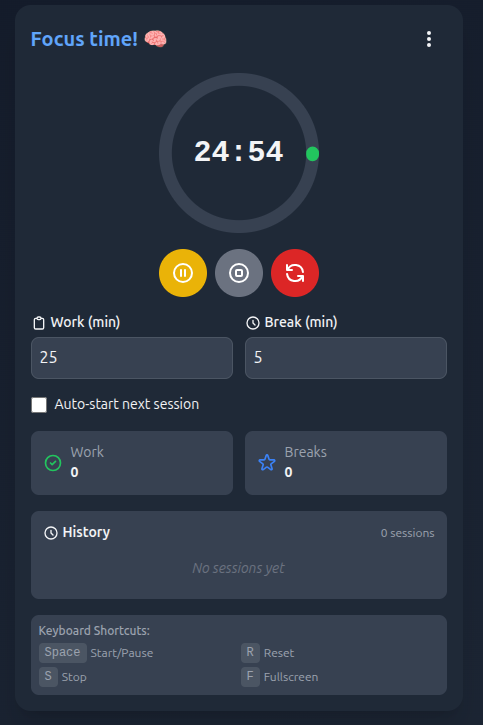 Focus time! 🧠
24:54
Work (min) Break (min)
25 5
Auto-start next session
Work Breaks
0 0
History 0 sessions
No sessions yet
Keyboard Shortcuts:
Space Start/Pause R Reset
S Stop F Fullscreen